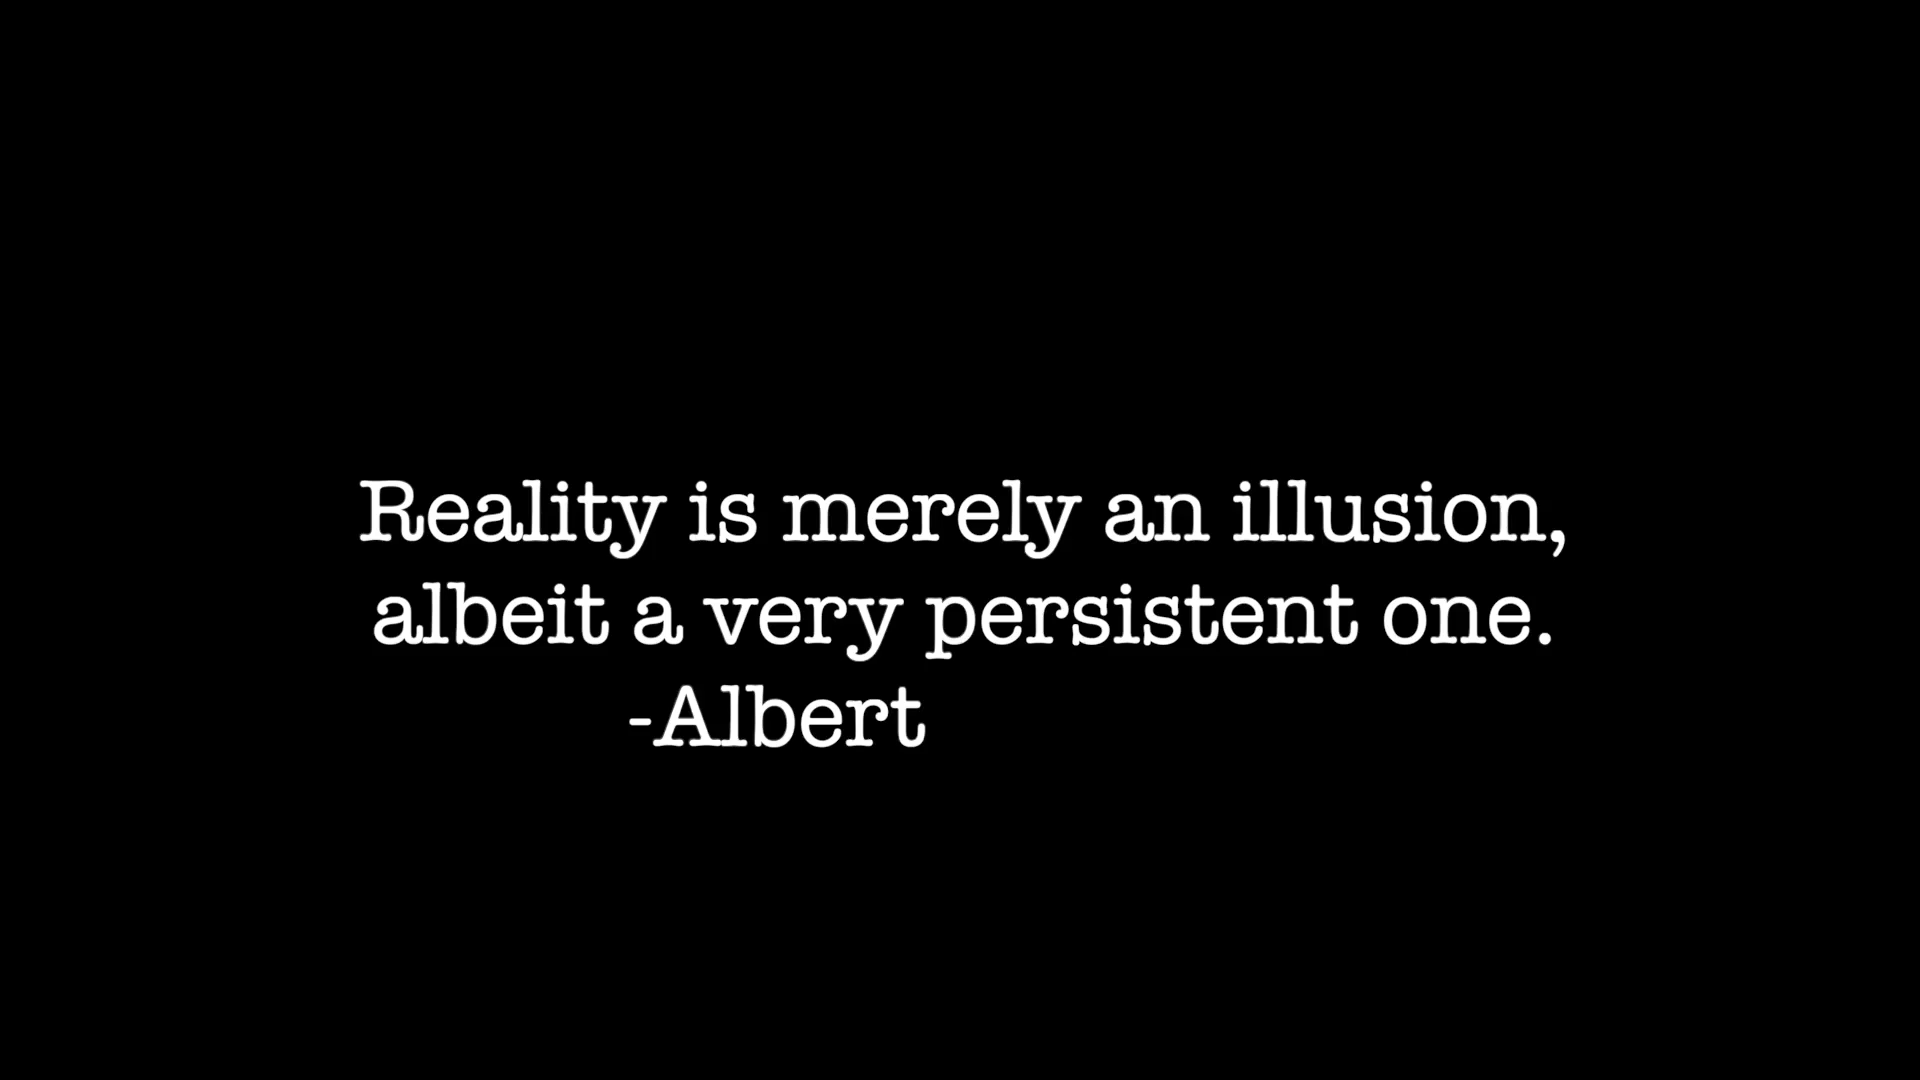 Reality is merely an illusion,
albeit a very persistent one.
-Albert